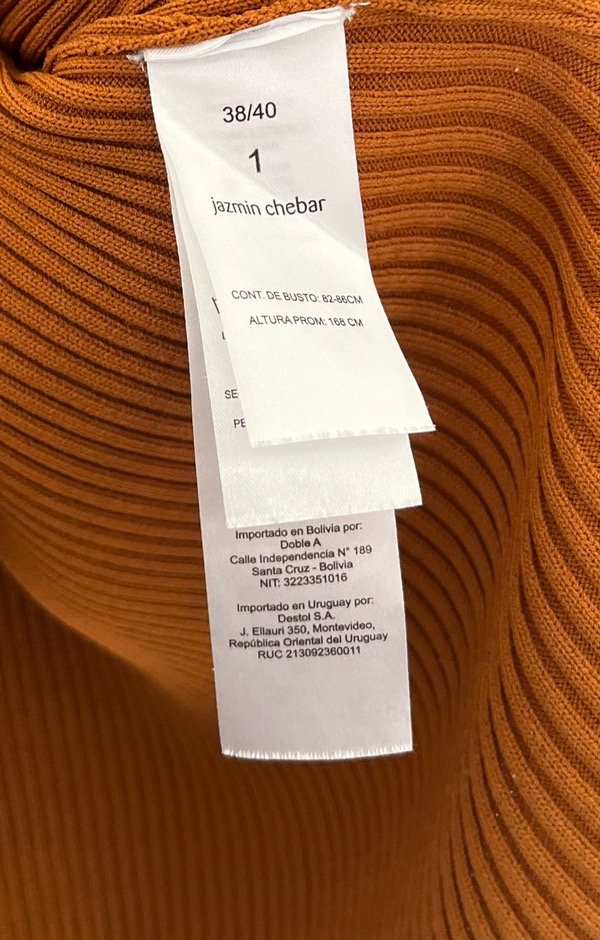 38/40
1
jazmin chebar
CONT. DE BUSTO: 82-86CM
ALTURA PROM: 168 CM
SE
PE
Importado en Bolivia por:
Doble A
Calle Independencia N° 189
Santa Cruz - Bolivia
NIT: 3223351016
Importado en Uruguay por:
Destol S.A.
J. Ellauri 350, Montevideo,
República Oriental del Uruguay
RUC 213092360011